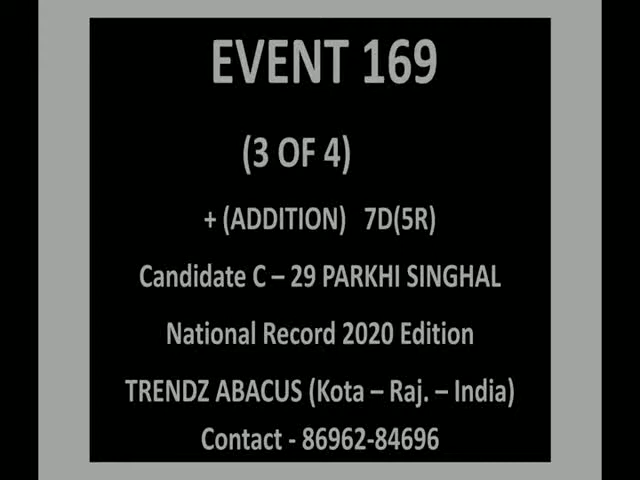 EVENT 169
(3 OF 4)
+ (ADDITION) 7D(5R)
Candidate C – 29 PARKHI SINGHAL
National Record 2020 Edition
TRENDZ ABACUS (Kota – Raj. – India)
Contact - 86962-84696